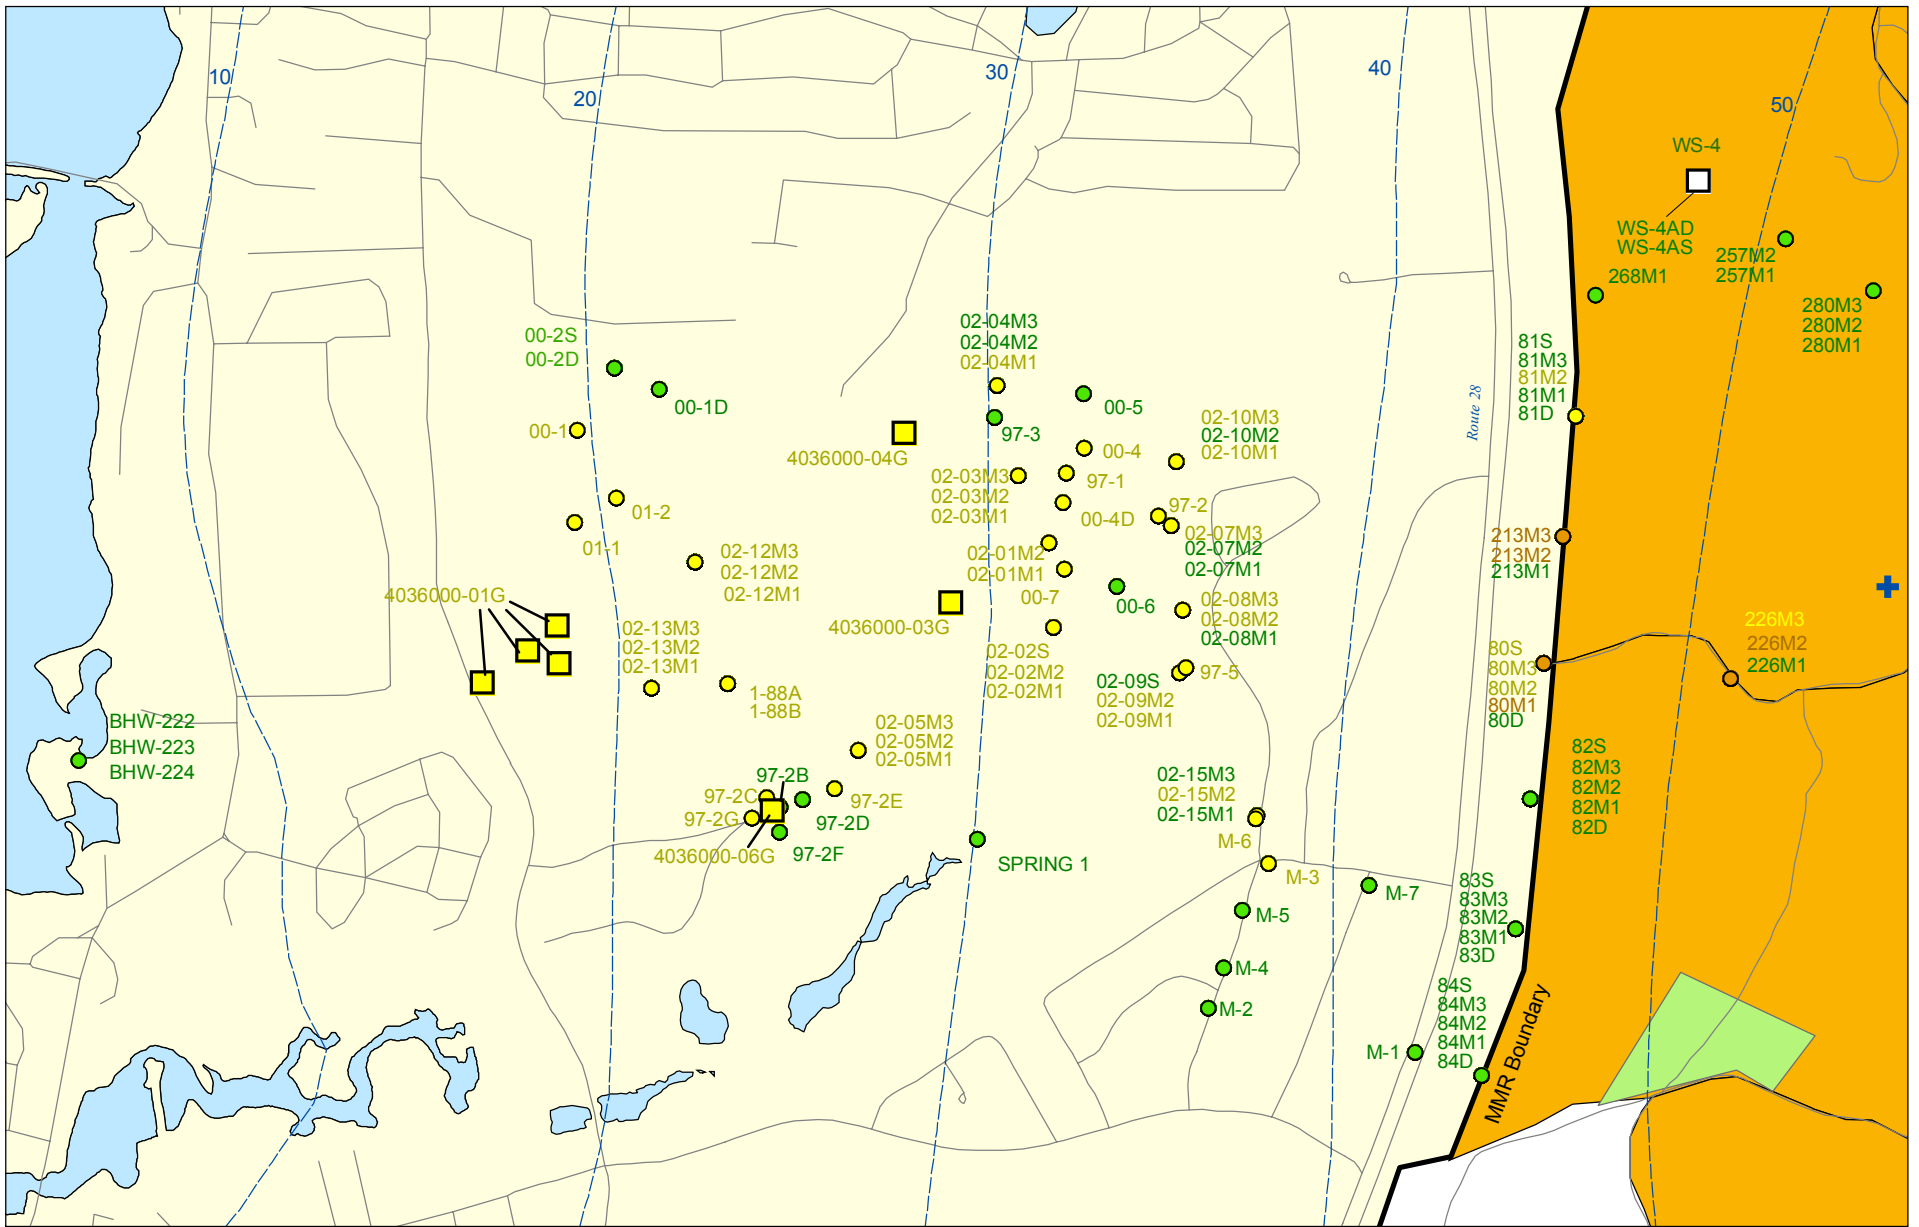 10
20
30
40
50
WS-4
WS-4AD
WS-4AS
257M2
257M1
268M1
280M3
280M2
280M1
00-2S
00-2D
00-1D
00-1
02-04M3
02-04M2
02-04M1
97-3
00-5
4036000-04G
00-4
97-1
02-03M3
02-03M2
02-03M1
00-4D
02-10M3
02-10M2
02-10M1
97-2
02-07M3
02-07M2
02-07M1
Route 28
81S
81M3
81M2
81M1
81D
01-2
01-1
02-12M3
02-12M2
02-12M1
02-01M2
02-01M1
00-7
00-6
4036000-01G
4036000-03G
02-08M3
02-08M2
02-08M1
213M3
213M2
213M1
02-13M3
02-13M2
02-13M1
1-88A
1-88B
02-02S
02-02M2
02-02M1
97-5
02-09S
02-09M2
02-09M1
80S
80M3
80M2
80M1
80D
226M3
226M2
226M1
BHW-222
BHW-223
BHW-224
02-05M3
02-05M2
02-05M1
97-2B
97-2C
97-2E
97-2G
97-2D
97-2F
4036000-06G
SPRING 1
02-15M3
02-15M2
02-15M1
M-6
M-3
82S
82M3
82M2
82M1
82D
M-7
M-5
M-4
M-2
M-1
83S
83M3
83M2
83M1
83D
84S
84M3
84M2
84M1
84D
MMR Boundary